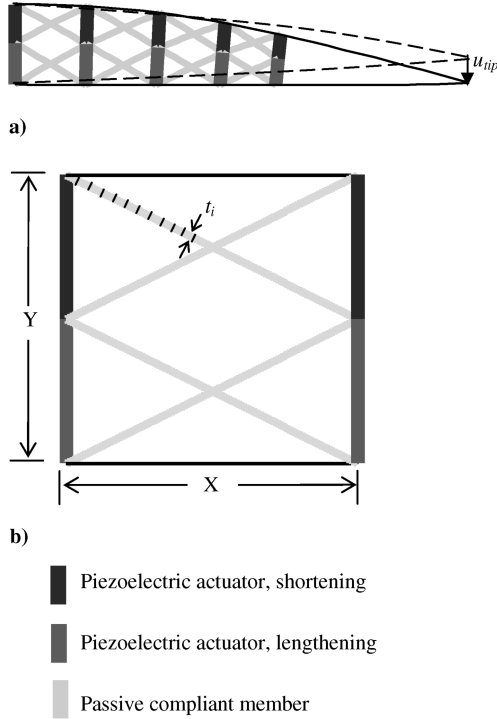 u_tip
a)
t_i
Y
X
b)
Piezoelectric actuator, shortening
Piezoelectric actuator, lengthening
Passive compliant member